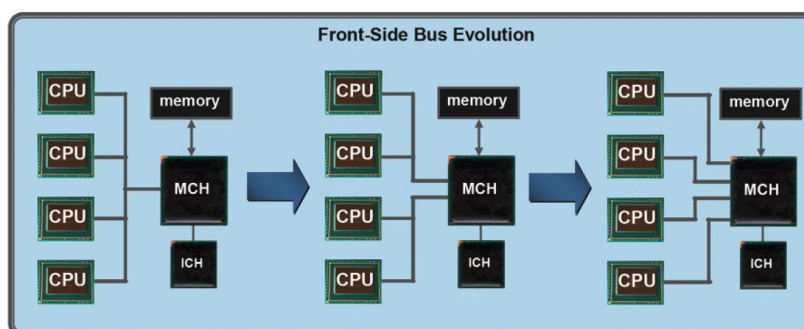 Front-Side Bus Evolution
CPU
CPU
CPU
CPU
memory
MCH
ICH
CPU
CPU
CPU
CPU
memory
MCH
ICH
CPU
CPU
CPU
CPU
memory
MCH
ICH